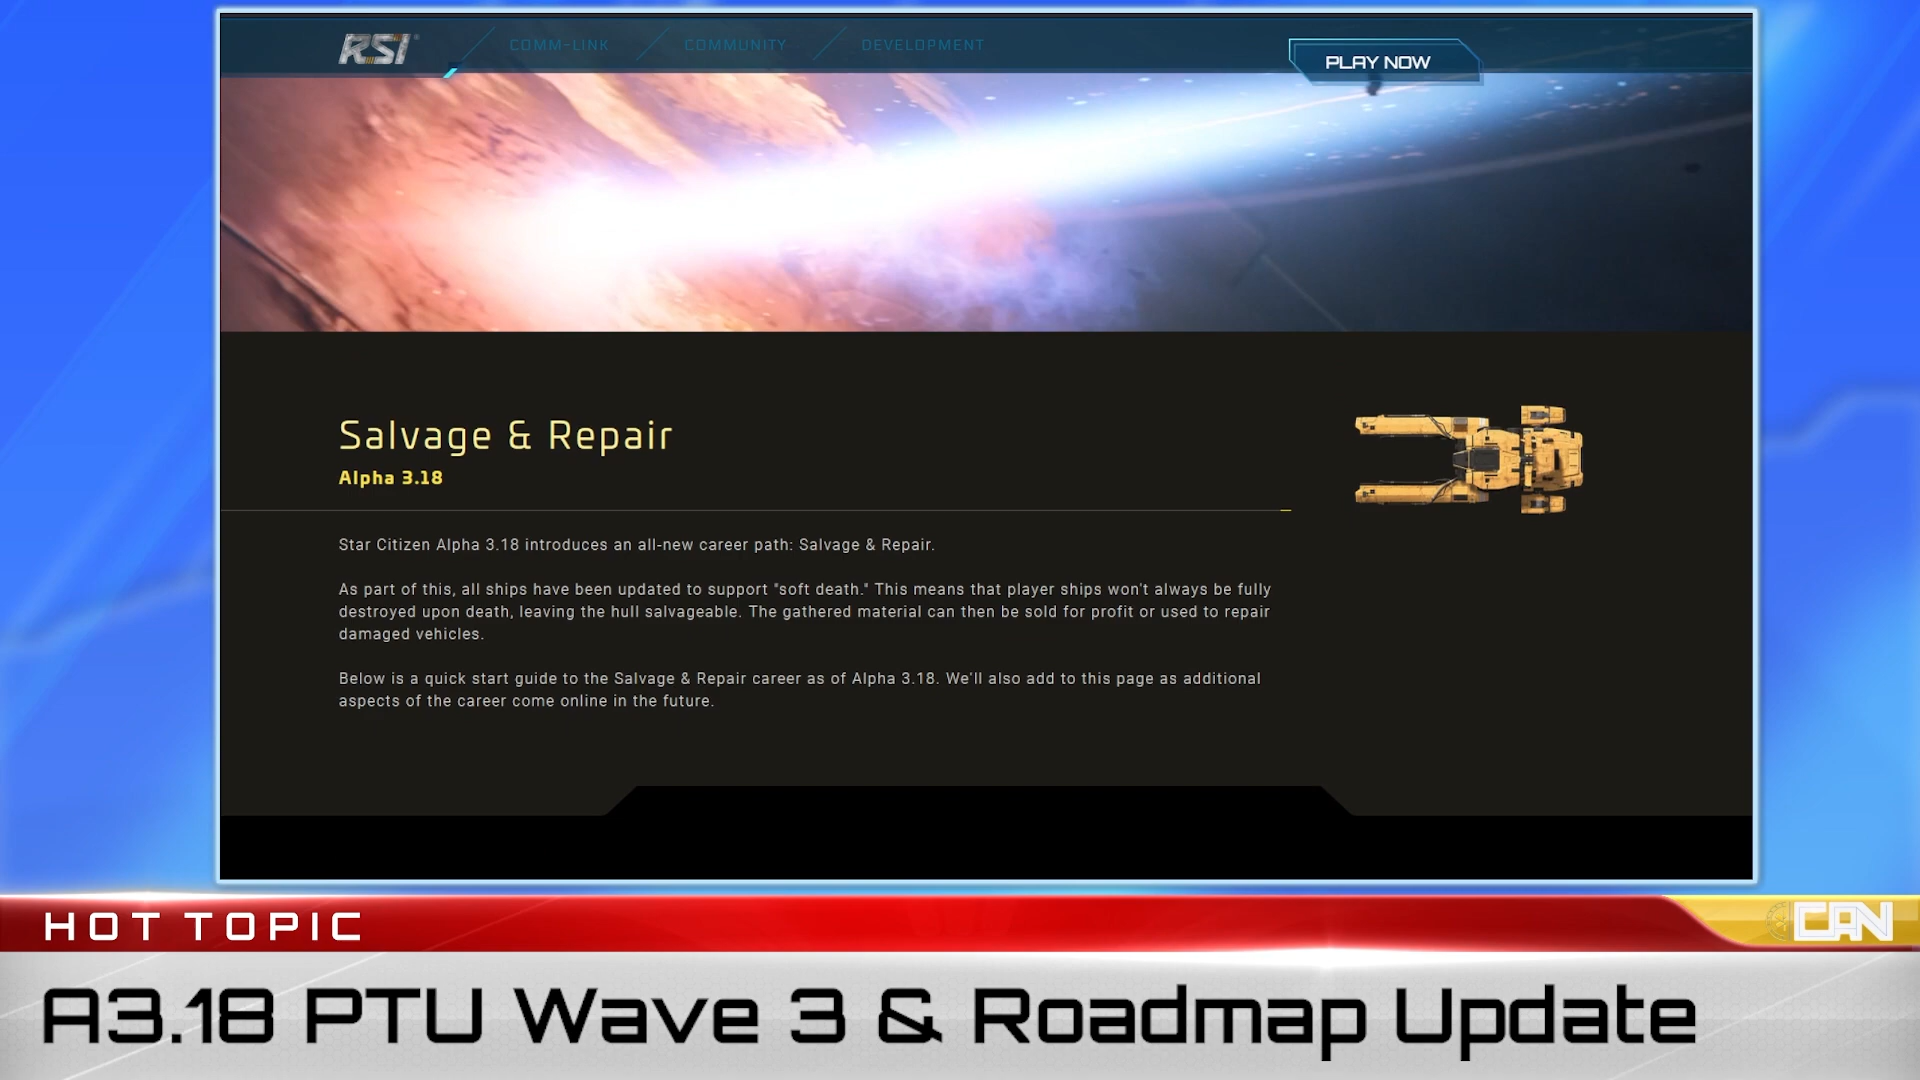 RSI
COMM-LINK COMMUNITY DEVELOPMENT PLAY NOW
Salvage & Repair
Alpha 3.18
Star Citizen Alpha 3.18 introduces an all-new career path: Salvage & Repair.
As part of this, all ships have been updated to support "soft death." This means that player ships won't always be fully
destroyed upon death, leaving the hull salvageable. The gathered material can then be sold for profit or used to repair
damaged vehicles.
Below is a quick start guide to the Salvage & Repair career as of Alpha 3.18. We'll also add to this page as additional
aspects of the career come online in the future.
HOT TOPIC
CAN
A3.18 PTU Wave 3 & Roadmap Update